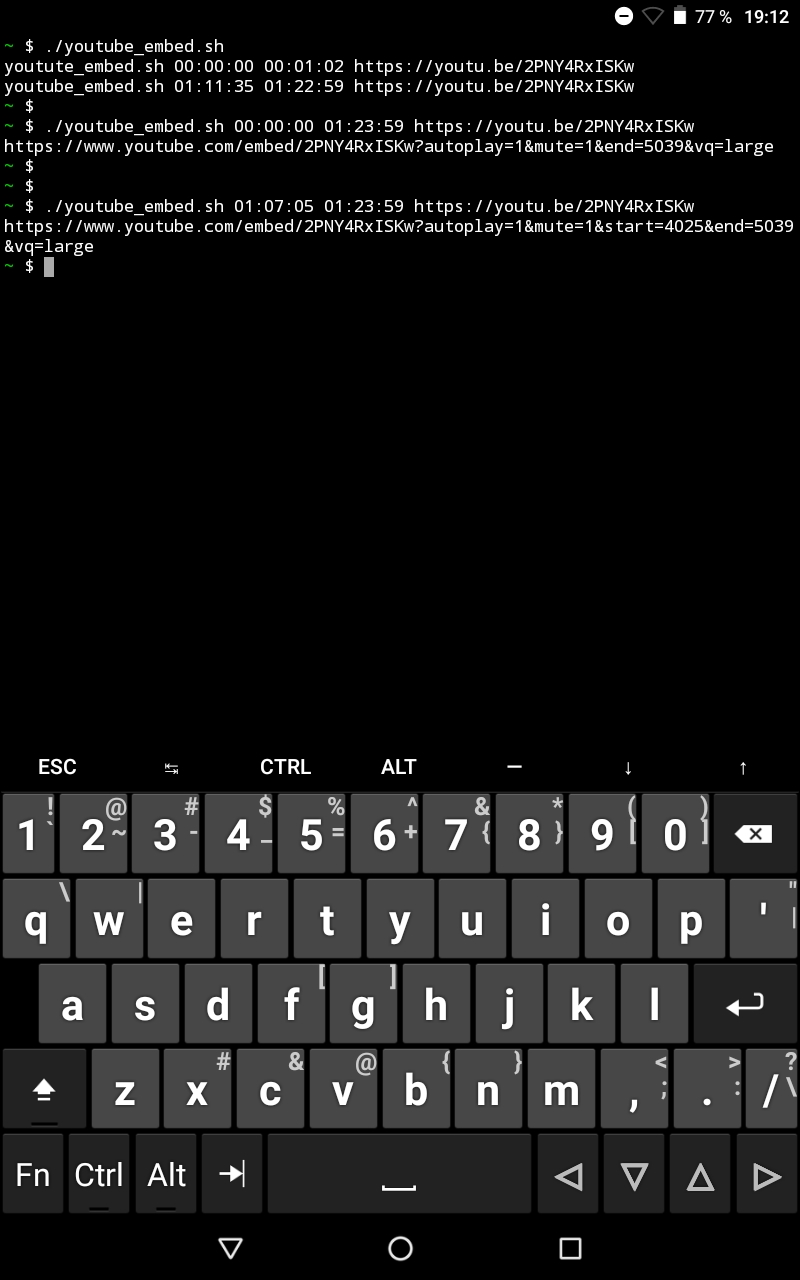 77 % 19:12
~ $ ./youtube_embed.sh
youtute_embed.sh 00:00:00 00:01:02 https://youtu.be/2PNY4RxISKw
youtube_embed.sh 01:11:35 01:22:59 https://youtu.be/2PNY4RxISKw
~ $
~ $ ./youtube_embed.sh 00:00:00 01:23:59 https://youtu.be/2PNY4RxISKw
https://www.youtube.com/embed/2PNY4RxISKw?autoplay=1&mute=1&end=5039&vq=large
~ $
~ $
~ $ ./youtube_embed.sh 01:07:05 01:23:59 https://youtu.be/2PNY4RxISKw
https://www.youtube.com/embed/2PNY4RxISKw?autoplay=1&mute=1&start=4025&end=5039
&vq=large
~ $
ESC ↹ CTRL ALT — ↓ ↑
! @ # $ % ^ & * ( )
1 ` 2 ~ 3 - 4 _ 5 = 6 + 7 { 8 } 9 [ 0 ]
\ | "
q w e r t y u i o p ' |
[ ]
a s d f g h j k l
# & @ { } < > ?
z x c v b n m , ; . : / \
Fn Ctrl Alt